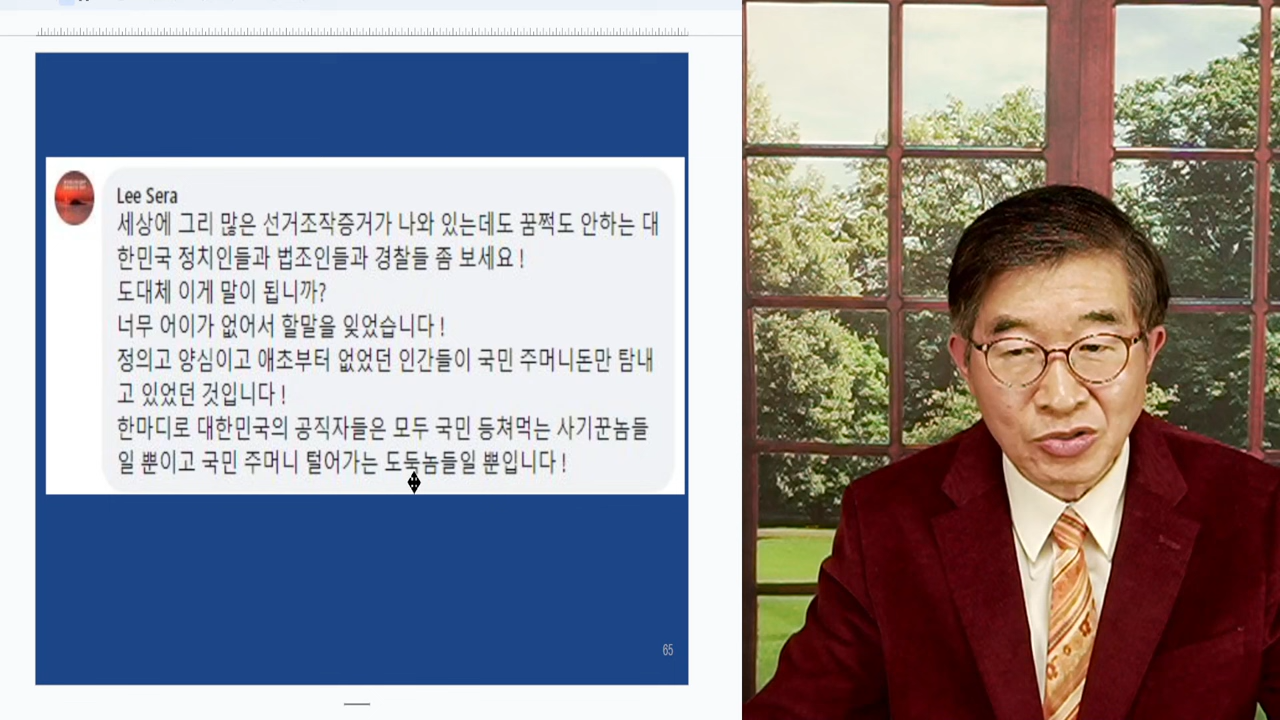 Lee Sera
세상에 그리 많은 선거조작증거가 나와 있는데도 꿈쩍도 안하는 대
한민국 정치인들과 법조인들과 경찰들 좀 보세요 !
도대체 이게 말이 됩니까?
너무 어이가 없어서 할말을 잊었습니다 !
정의고 양심이고 애초부터 없었던 인간들이 국민 주머니돈만 탐내
고 있었던 것입니다 !
한마디로 대한민국의 공직자들은 모두 국민 등쳐먹는 사기꾼놈들
일 뿐이고 국민 주머니 털어가는 도둑놈들일 뿐입니다 !
65